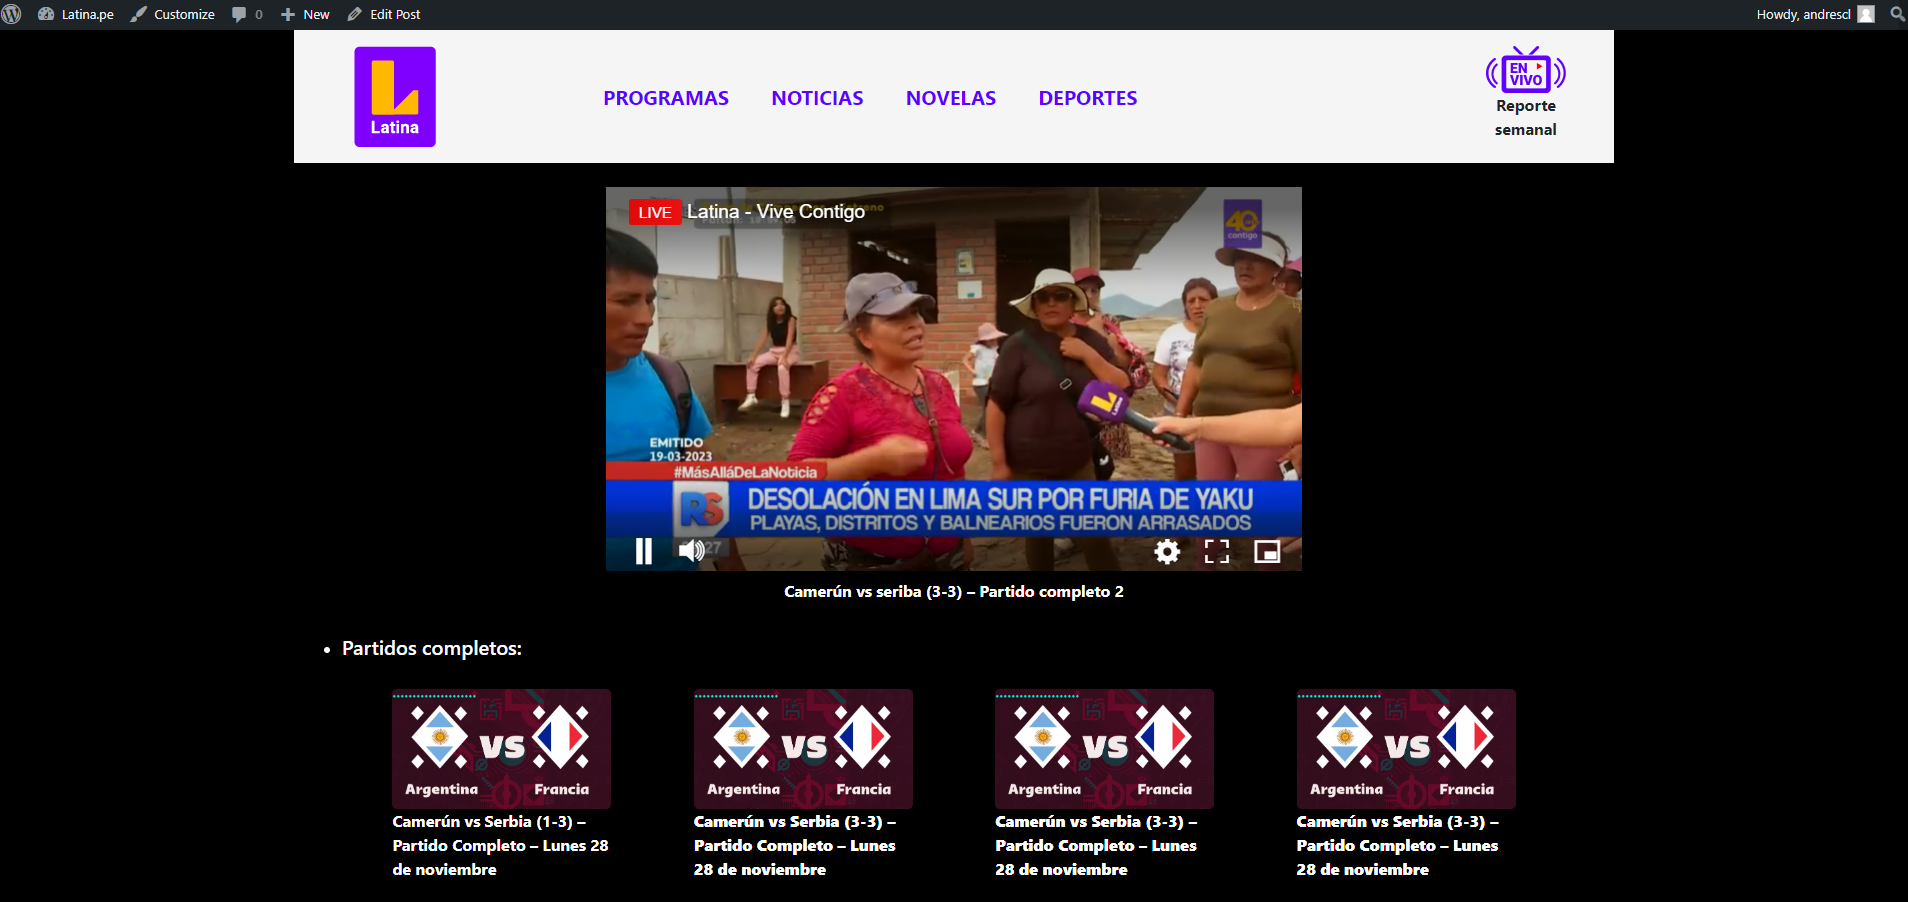 Latina.pe Customize 0 New Edit Post Howdy, andrescl
Latina
PROGRAMAS NOTICIAS NOVELAS DEPORTES
EN VIVO
Reporte
semanal
LIVE Latina - Vive Contigo
40
contigo
Latina
EMITIDO
19-03-2023
#MásAlláDeLaNoticia
RS
DESOLACIÓN EN LIMA SUR POR FURIA DE YAKU
PLAYAS, DISTRITOS Y BALNEARIOS FUERON ARRASADOS
Camerún vs seriba (3-3) – Partido completo 2
• Partidos completos:
VS VS VS VS
Argentina Francia Argentina Francia Argentina Francia Argentina Francia
Camerún vs Serbia (1-3) –
Partido Completo – Lunes 28
de noviembre
Camerún vs Serbia (3-3) –
Partido Completo – Lunes
28 de noviembre
Camerún vs Serbia (3-3) –
Partido Completo – Lunes
28 de noviembre
Camerún vs Serbia (3-3) –
Partido Completo – Lunes
28 de noviembre